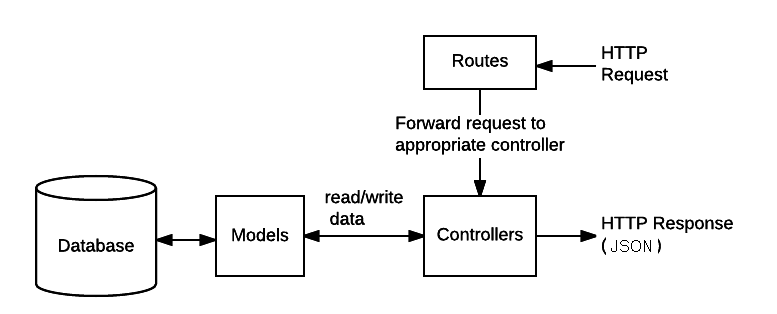 Routes
HTTP
Request
Forward request to
appropriate controller
read/write
data
Database
Models
Controllers
HTTP Response
(JSON)